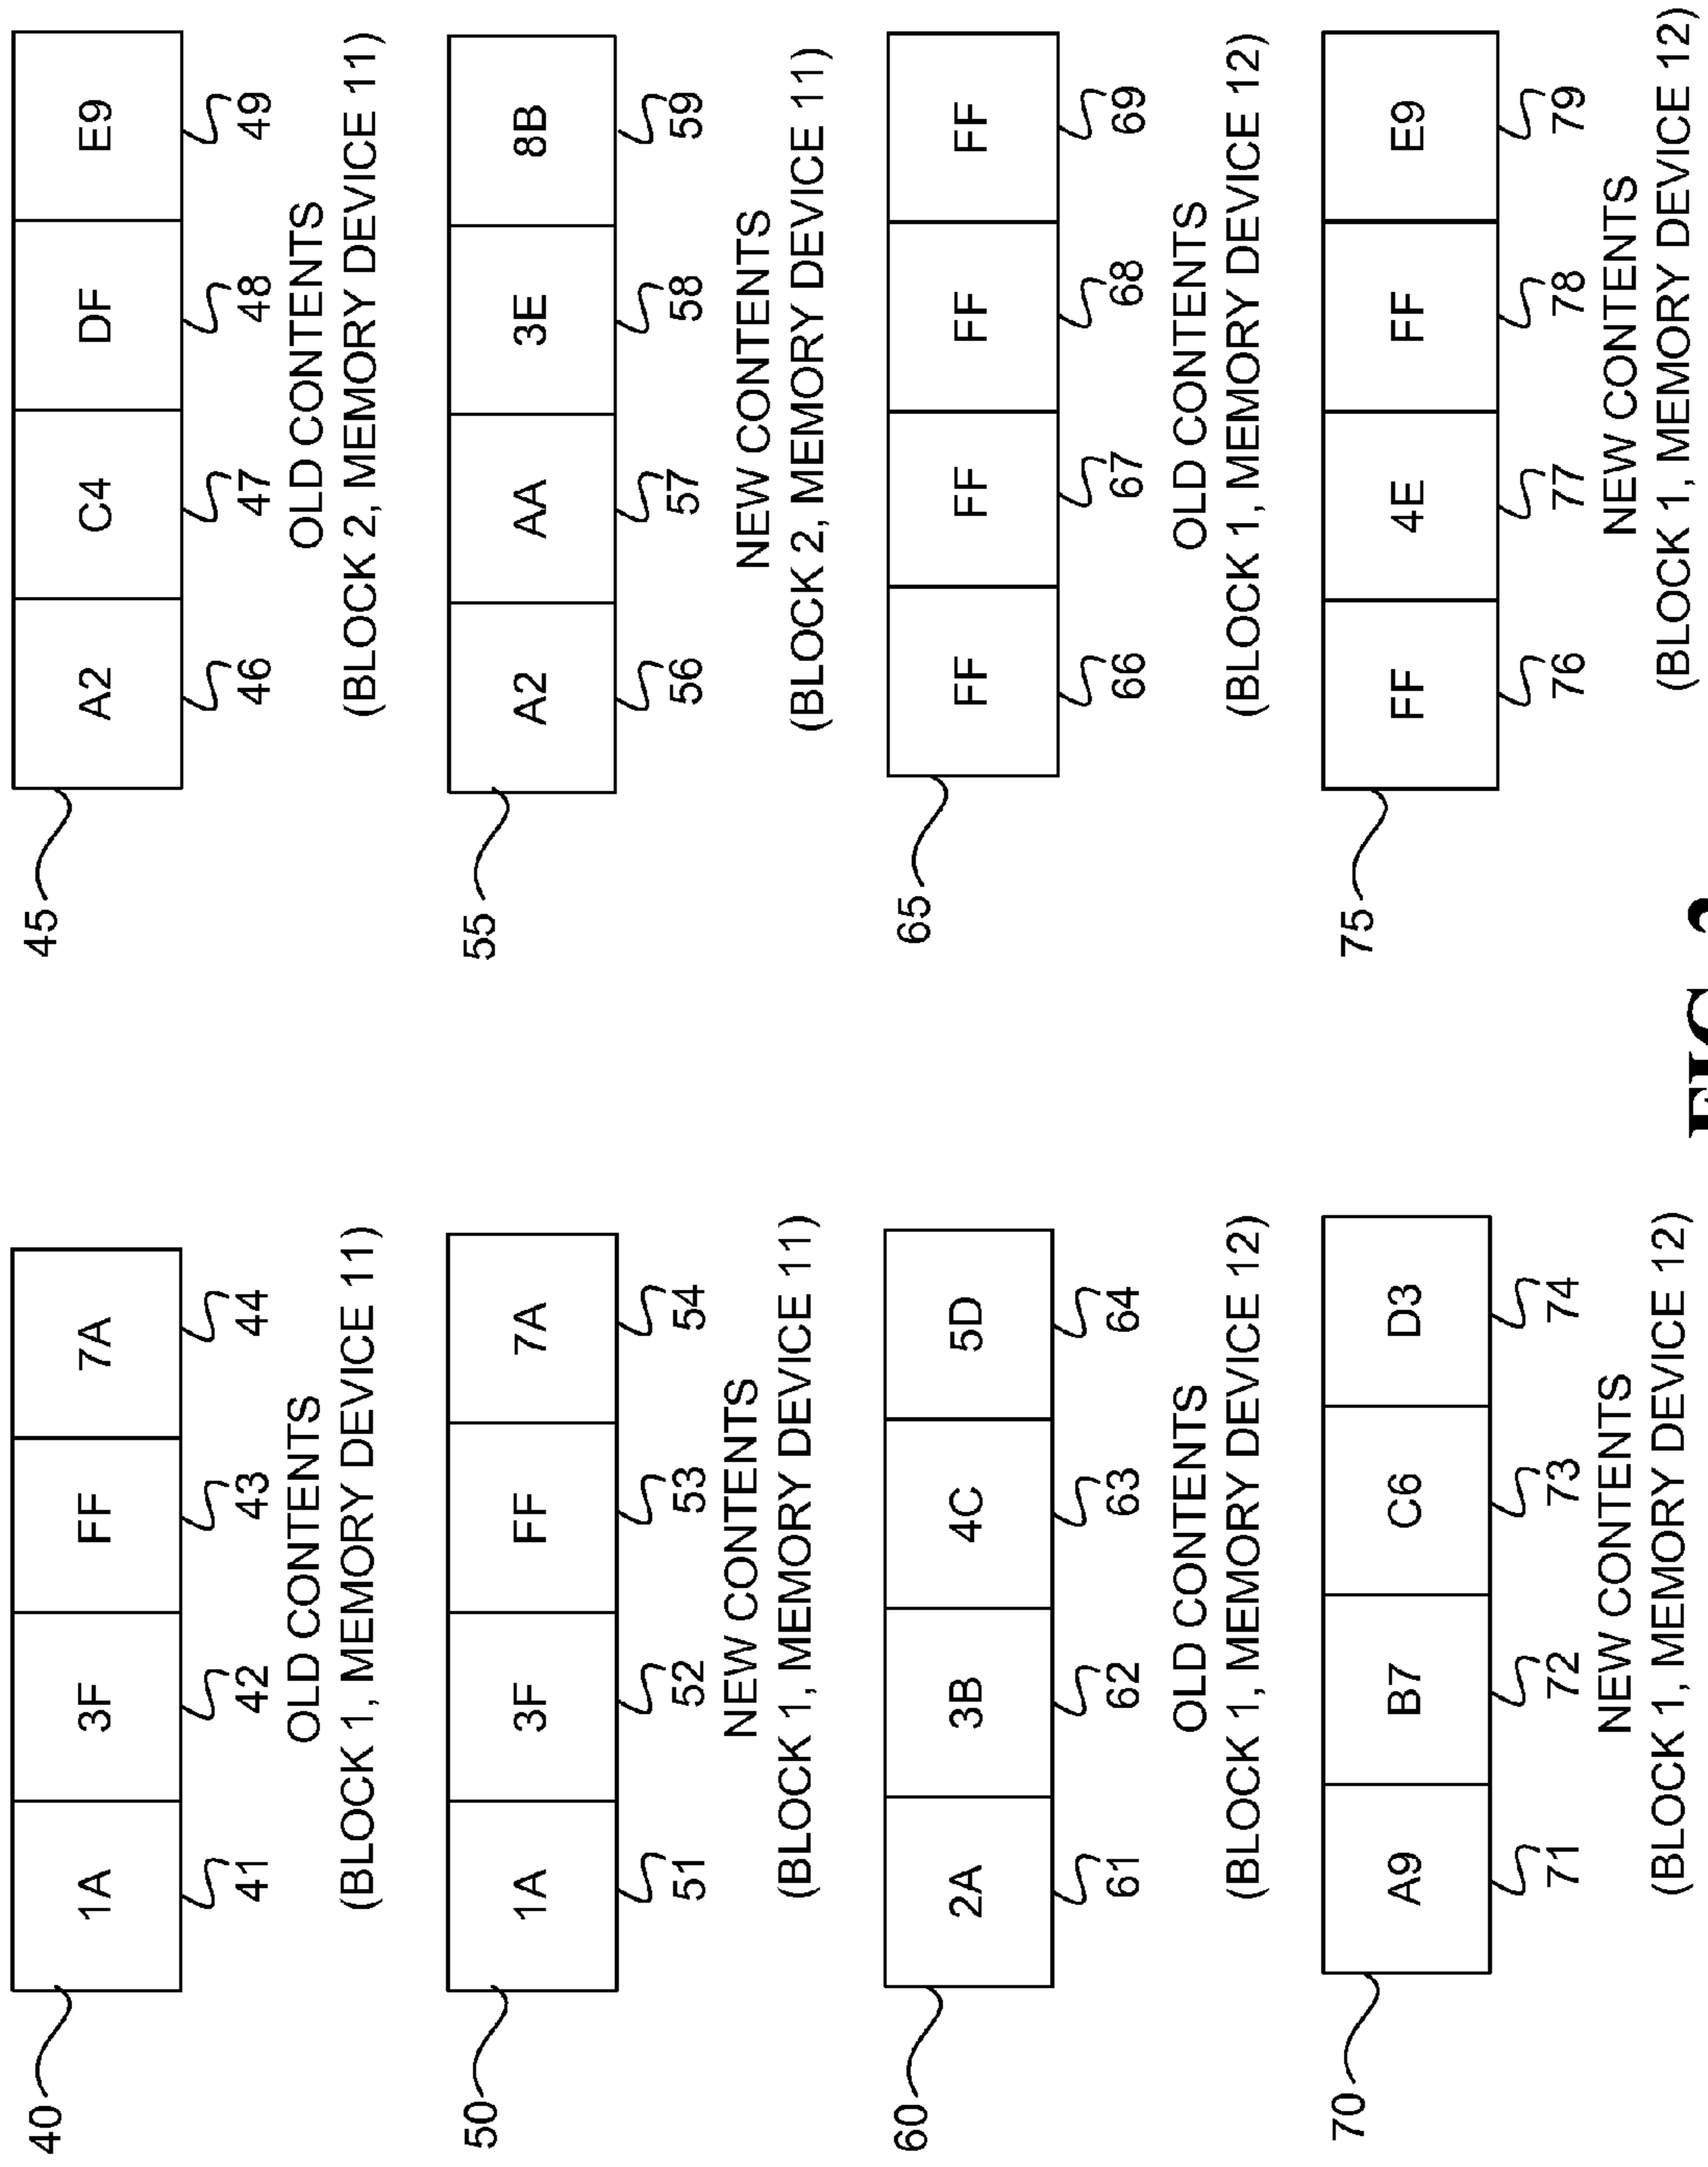 40
1A 3F FF 7A
41 42 43 44
OLD CONTENTS
(BLOCK 1, MEMORY DEVICE 11)
45
A2 C4 DF E9
46 47 48 49
OLD CONTENTS
(BLOCK 2, MEMORY DEVICE 11)
50
1A 3F FF 7A
51 52 53 54
NEW CONTENTS
(BLOCK 1, MEMORY DEVICE 11)
55
A2 AA 3E 8B
56 57 58 59
NEW CONTENTS
(BLOCK 2, MEMORY DEVICE 11)
60
2A 3B 4C 5D
61 62 63 64
OLD CONTENTS
(BLOCK 1, MEMORY DEVICE 12)
65
FF FF FF FF
66 67 68 69
OLD CONTENTS
(BLOCK 1, MEMORY DEVICE 12)
70
A9 B7 C6 D3
71 72 73 74
NEW CONTENTS
(BLOCK 1, MEMORY DEVICE 12)
75
FF 4E FF E9
76 77 78 79
NEW CONTENTS
(BLOCK 1, MEMORY DEVICE 12)
FIG.